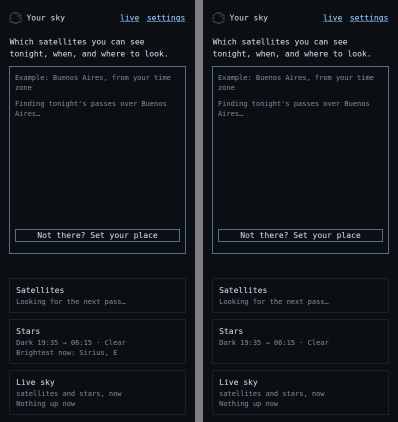 Your sky live settings
Which satellites you can see
tonight, when, and where to look.
Example: Buenos Aires, from your time
zone
Finding tonight's passes over Buenos
Aires…
Not there? Set your place
Satellites
Looking for the next pass…
Stars
Dark 19:35 → 06:15 · Clear
Brightest now: Sirius, E
Live sky
satellites and stars, now
Nothing up now
Your sky live settings
Which satellites you can see
tonight, when, and where to look.
Example: Buenos Aires, from your time
zone
Finding tonight's passes over Buenos
Aires…
Not there? Set your place
Satellites
Looking for the next pass…
Stars
Dark 19:35 → 06:15 · Clear
Live sky
satellites and stars, now
Nothing up now